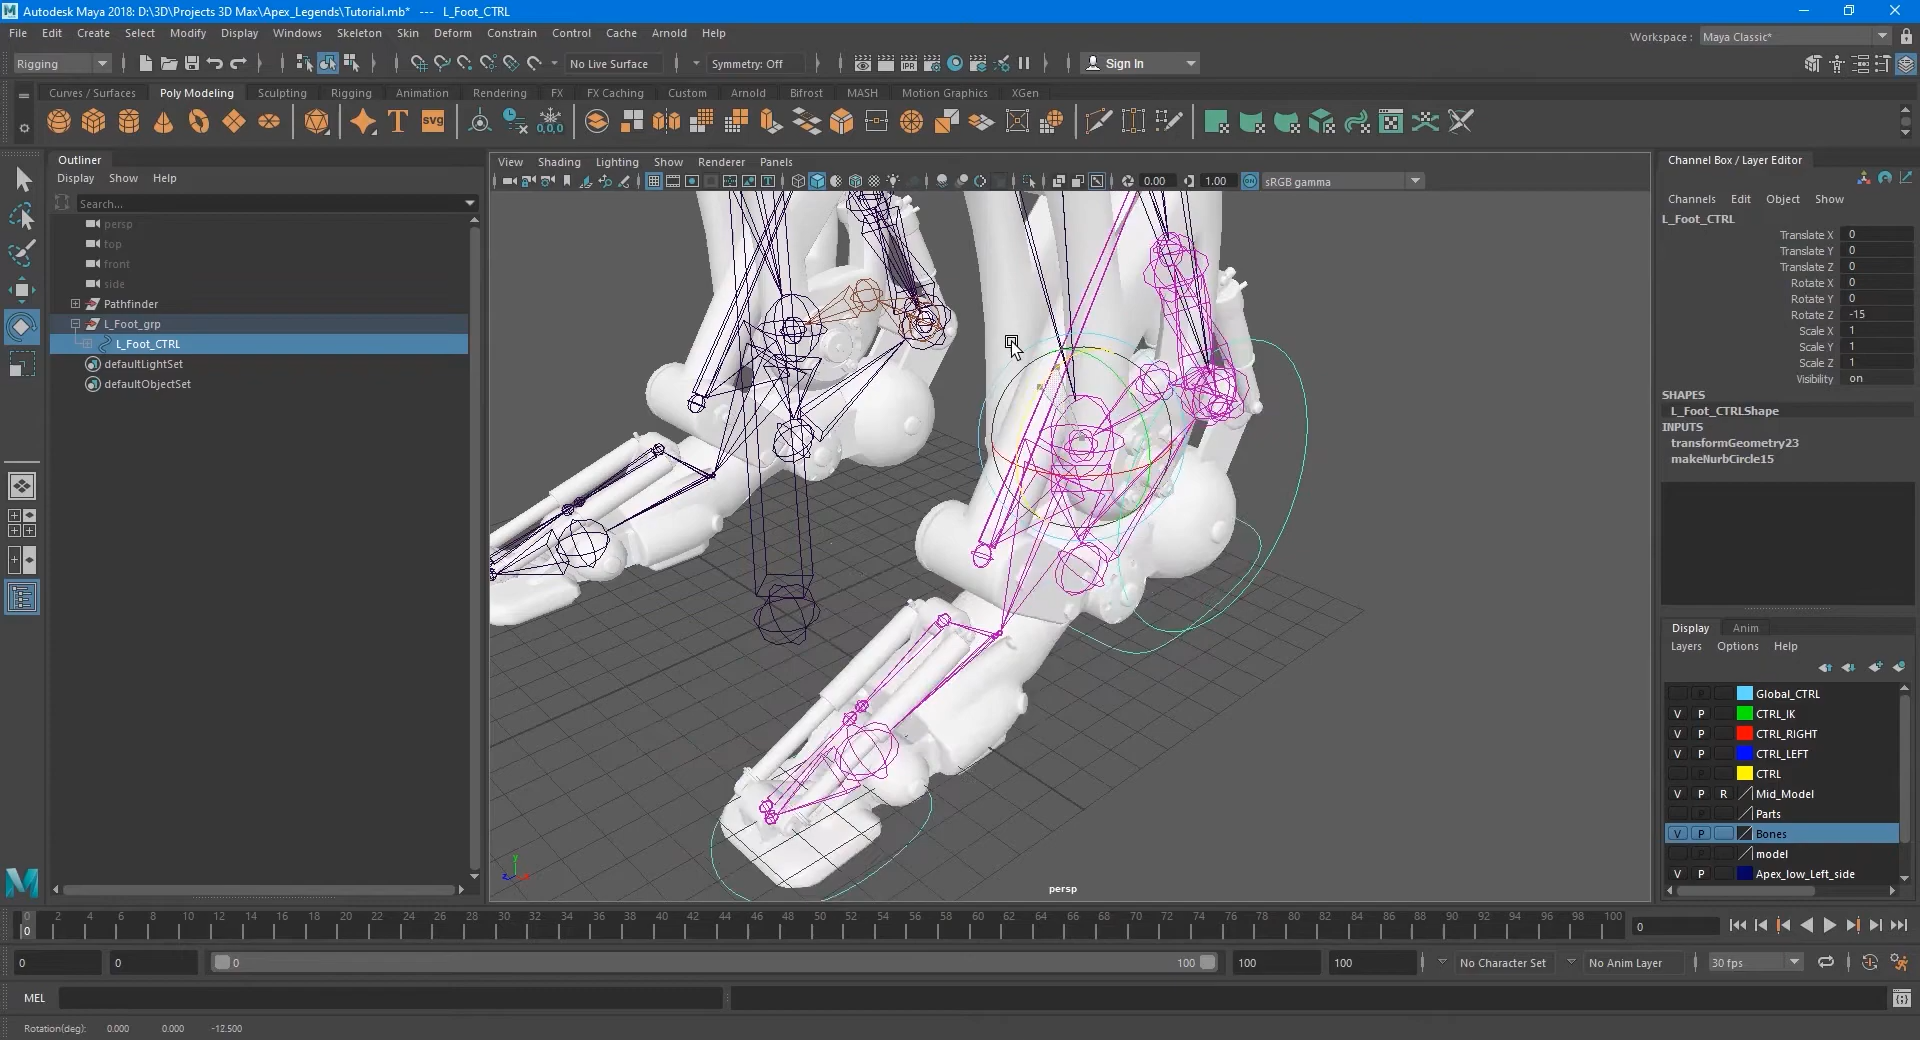 Autodesk Maya 2018: D:\3D\Projects 3D Max\Apex_Legends\Tutorial.mb* --- L_Foot_CTRL
File Edit Create Select Modify Display Windows Skeleton Skin Deform Constrain Control Cache Arnold Help
Workspace : Maya Classic*
Rigging No Live Surface Symmetry: Off Sign In
Curves / Surfaces Poly Modeling Sculpting Rigging Animation Rendering FX FX Caching Custom Arnold Bifrost MASH Motion Graphics XGen
T svg 0,0,0
Outliner
Display Show Help
Search...
persp
top
front
side
Pathfinder
L_Foot_grp
L_Foot_CTRL
defaultLightSet
defaultObjectSet
View Shading Lighting Show Renderer Panels
0.00 1.00 ON sRGB gamma
persp
Channel Box / Layer Editor
Channels Edit Object Show
L_Foot_CTRL
Translate X 0
Translate Y 0
Translate Z 0
Rotate X 0
Rotate Y 0
Rotate Z -15
Scale X 1
Scale Y 1
Scale Z 1
Visibility on
SHAPES
L_Foot_CTRLShape
INPUTS
transformGeometry23
makeNurbCircle15
Display Anim
Layers Options Help
Global_CTRL
V P CTRL_IK
V P CTRL_RIGHT
V P CTRL_LEFT
CTRL
V P R Mid_Model
Parts
V P Bones
model
V P Apex_low_Left_side
0 2 4 6 8 10 12 14 16 18 20 22 24 26 28 30 32 34 36 38 40 42 44 46 48 50 52 54 56 58 60 62 64 66 68 70 72 74 76 78 80 82 84 86 88 90 92 94 96 98 100
0 0
0 0 0 100 100 100 No Character Set No Anim Layer 30 fps
MEL
Rotation(deg): 0.000 0.000 -12.500